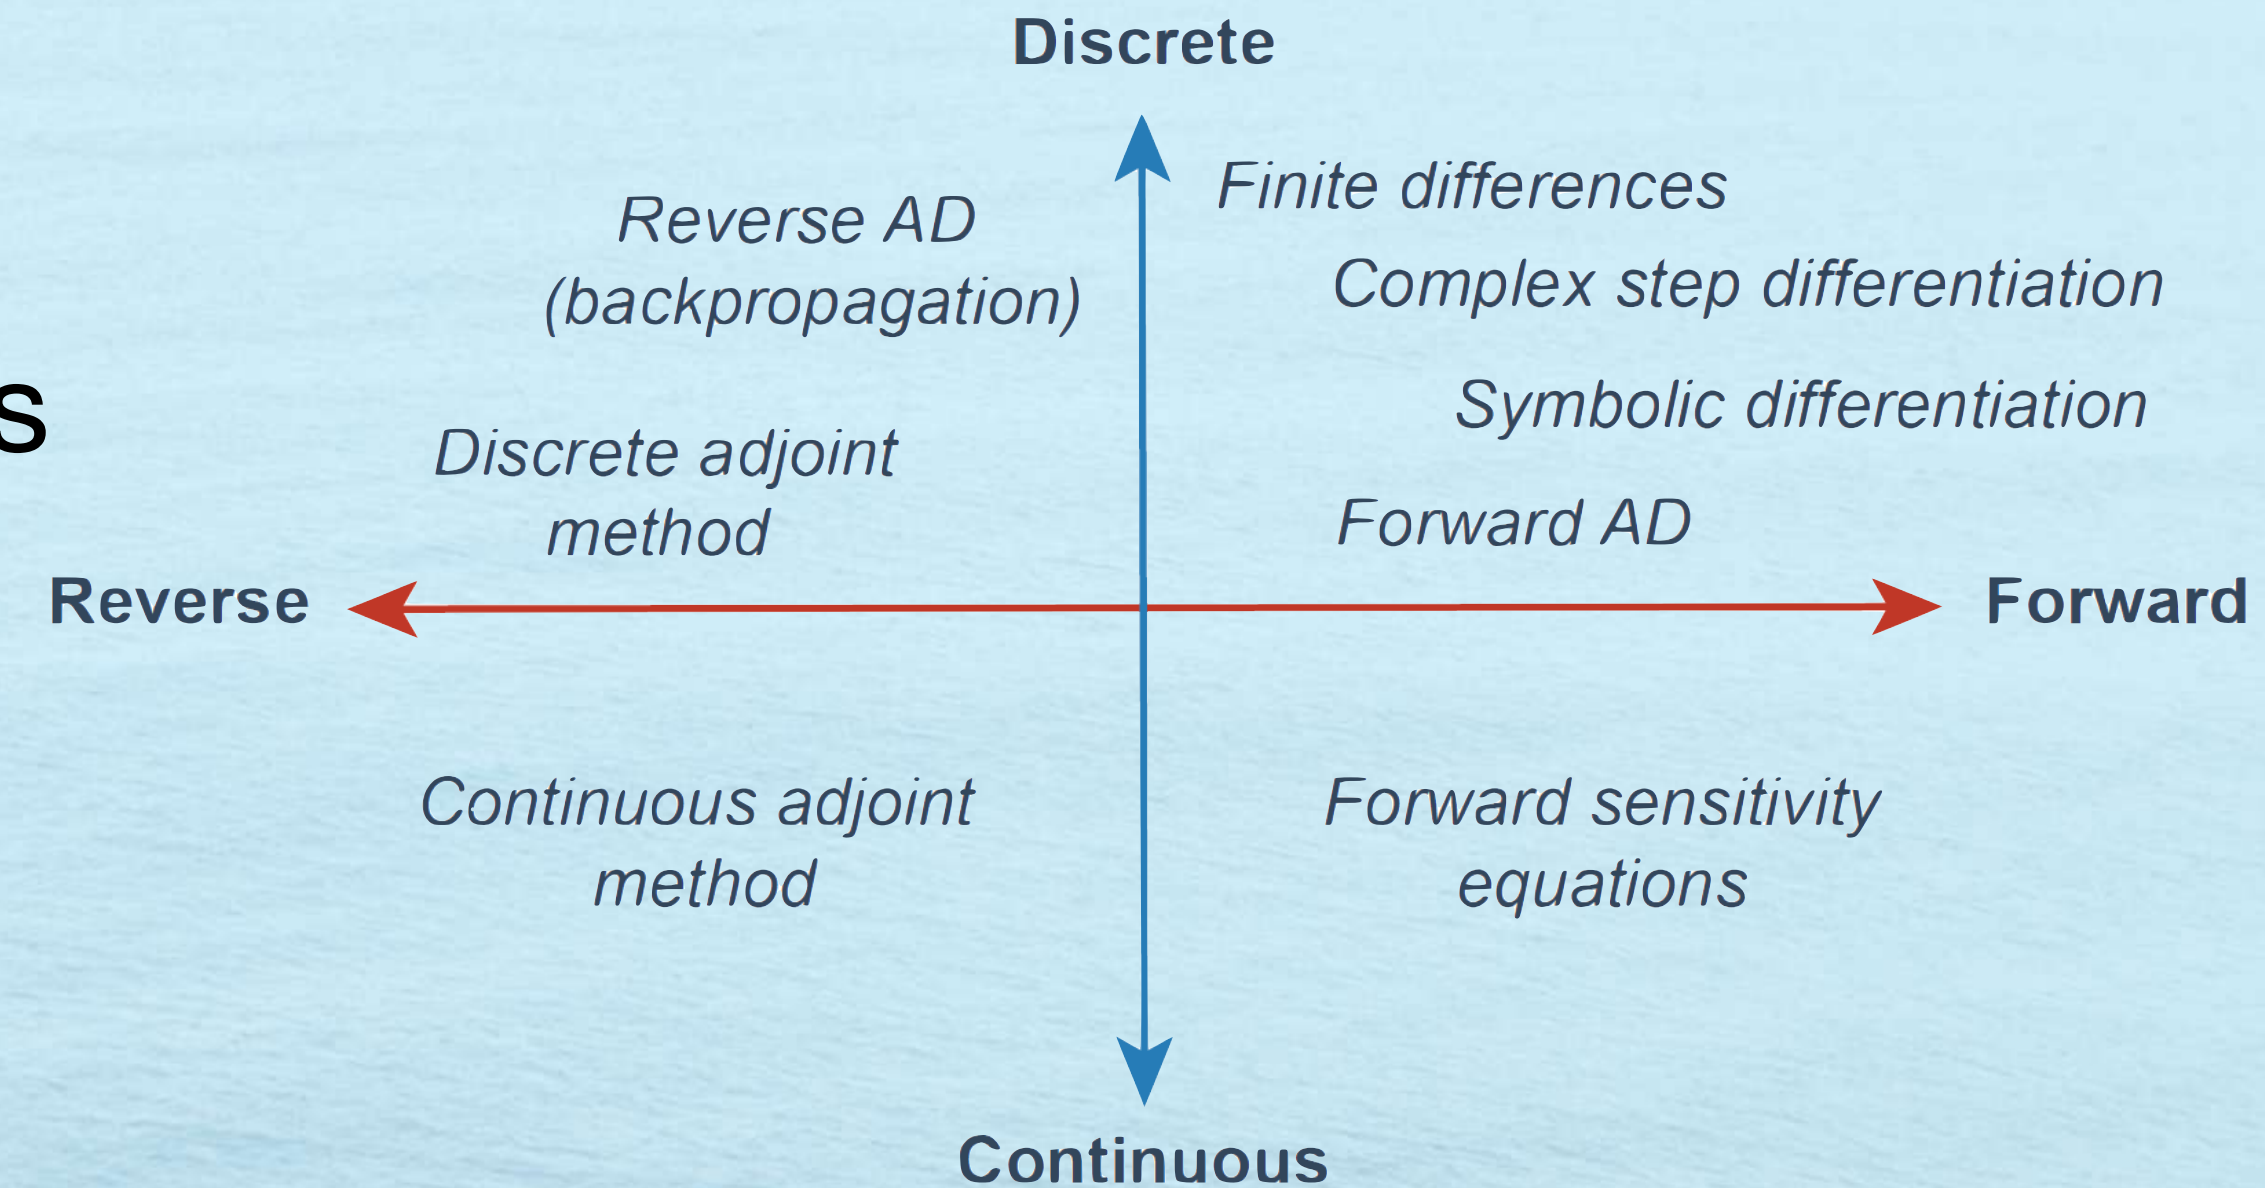 Discrete
Finite differences
Reverse AD
(backpropagation)
Complex step differentiation
s
Symbolic differentiation
Discrete adjoint
method
Forward AD
Reverse
Forward
Continuous adjoint
method
Forward sensitivity
equations
Continuous